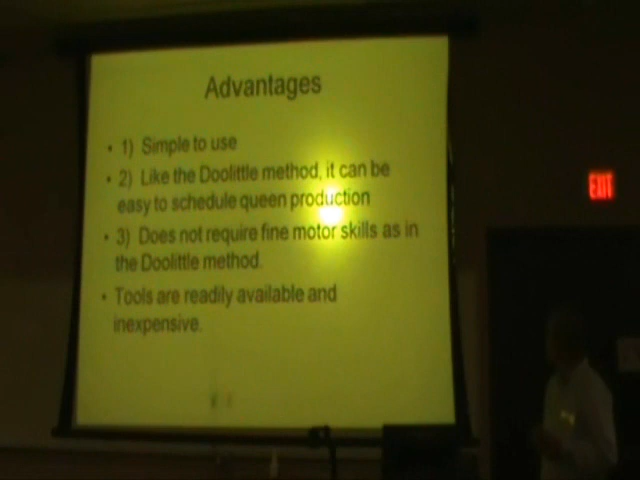 Advantages
• 1) Simple to use
• 2) Like the Doolittle method, it can be
easy to schedule queen production
• 3) Does not require fine motor skills as in
the Doolittle method.
• Tools are readily available and
inexpensive.
EXIT